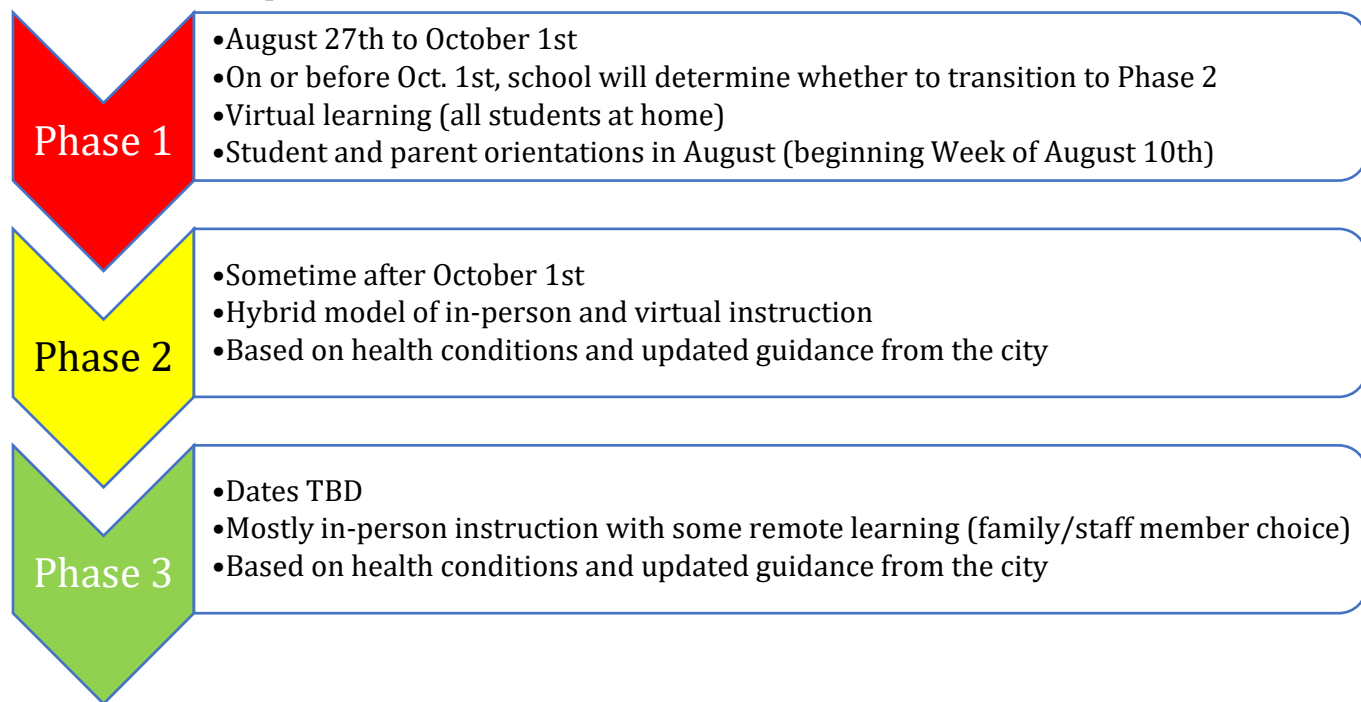 Phase 1
•August 27th to October 1st
•On or before Oct. 1st, school will determine whether to transition to Phase 2
•Virtual learning (all students at home)
•Student and parent orientations in August (beginning Week of August 10th)
Phase 2
•Sometime after October 1st
•Hybrid model of in-person and virtual instruction
•Based on health conditions and updated guidance from the city
Phase 3
•Dates TBD
•Mostly in-person instruction with some remote learning (family/staff member choice)
•Based on health conditions and updated guidance from the city